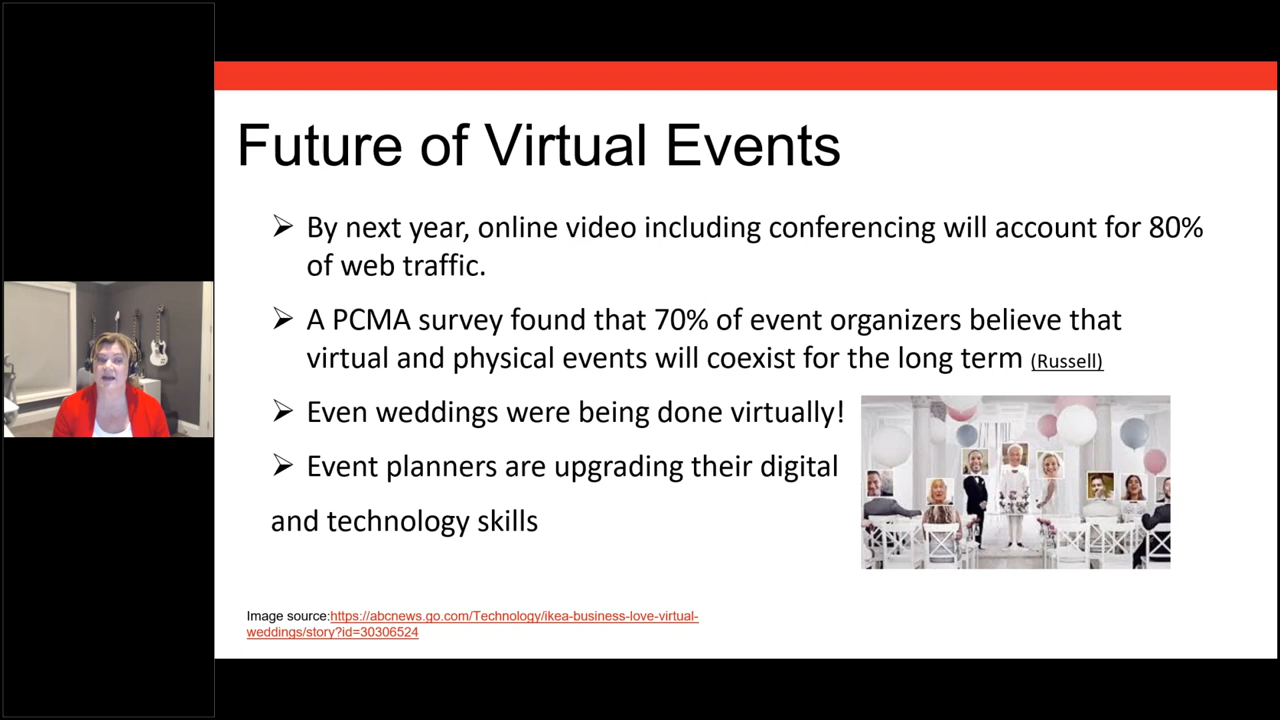 Future of Virtual Events
➢ By next year, online video including conferencing will account for 80%
of web traffic.
➢ A PCMA survey found that 70% of event organizers believe that
virtual and physical events will coexist for the long term (Russell)
➢ Even weddings were being done virtually!
➢ Event planners are upgrading their digital
and technology skills
Image source:https://abcnews.go.com/Technology/ikea-business-love-virtual-
weddings/story?id=30306524